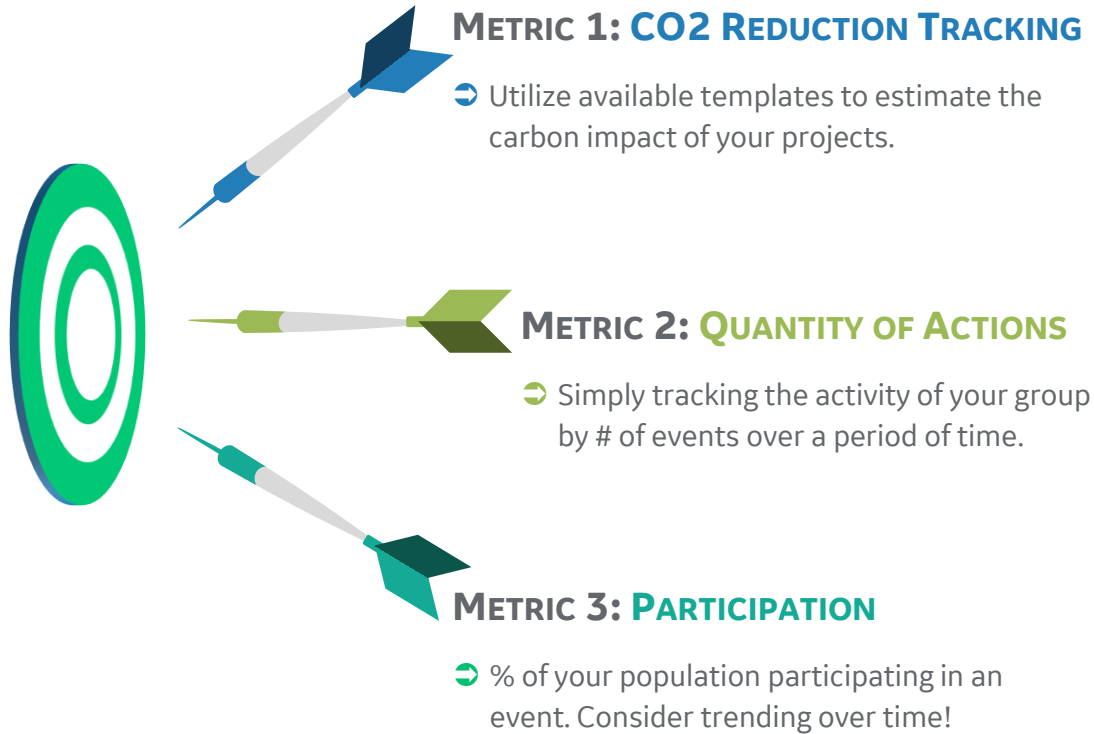 METRIC 1: CO2 REDUCTION TRACKING
Utilize available templates to estimate the
carbon impact of your projects.
METRIC 2: QUANTITY OF ACTIONS
Simply tracking the activity of your group
by # of events over a period of time.
METRIC 3: PARTICIPATION
% of your population participating in an
event. Consider trending over time!